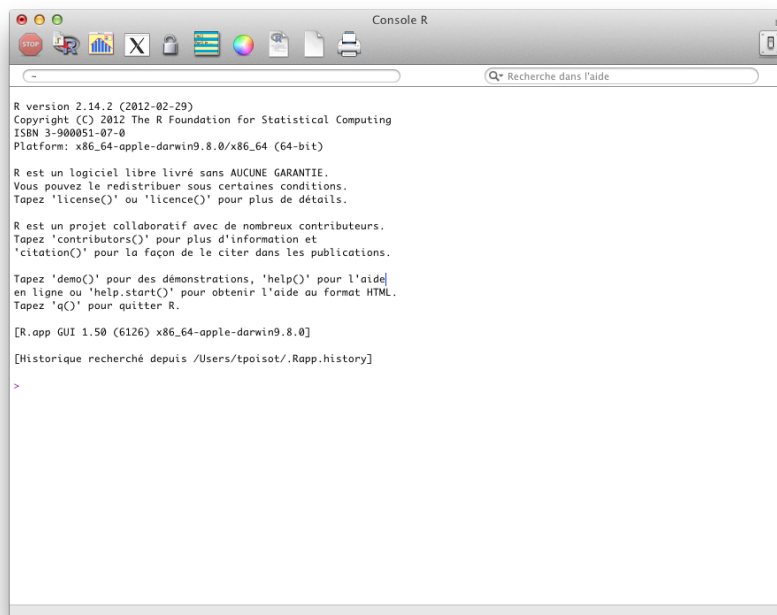 Console R
STOP
R
X
R
~
Recherche dans l'aide
R version 2.14.2 (2012-02-29)
Copyright (C) 2012 The R Foundation for Statistical Computing
ISBN 3-900051-07-0
Platform: x86_64-apple-darwin9.8.0/x86_64 (64-bit)
R est un logiciel libre livré sans AUCUNE GARANTIE.
Vous pouvez le redistribuer sous certaines conditions.
Tapez 'license()' ou 'licence()' pour plus de détails.
R est un projet collaboratif avec de nombreux contributeurs.
Tapez 'contributors()' pour plus d'information et
'citation()' pour la façon de le citer dans les publications.
Tapez 'demo()' pour des démonstrations, 'help()' pour l'aide
en ligne ou 'help.start()' pour obtenir l'aide au format HTML.
Tapez 'q()' pour quitter R.
[R.app GUI 1.50 (6126) x86_64-apple-darwin9.8.0]
[Historique recherché depuis /Users/tpoisot/.Rapp.history]
>